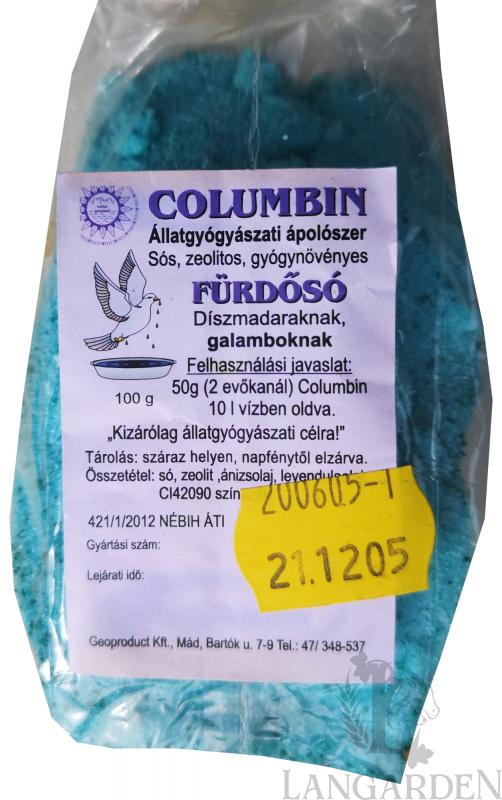 COLUMBIN
Állatgyógyászati ápolószer
Sós, zeolitos, gyógynövényes
FÜRDŐSÓ
Díszmadaraknak,
galamboknak
Felhasználási javaslat:
50g (2 evőkanál) Columbin
10 l vízben oldva.
100 g
„Kizárólag állatgyógyászati célra!”
Tárolás: száraz helyen, napfénytől elzárva.
Összetétel: só, zeolit ,ánizsolaj,
CI42090
421/1/2012 NÉBIH ÁTI
Gyártási szám:
200605-1
Lejárati idő:
21.1205
Geoproduct Kft., Mád, Bartók u. 7-9 Tel.: 47/ 348-537
LANGARDEN